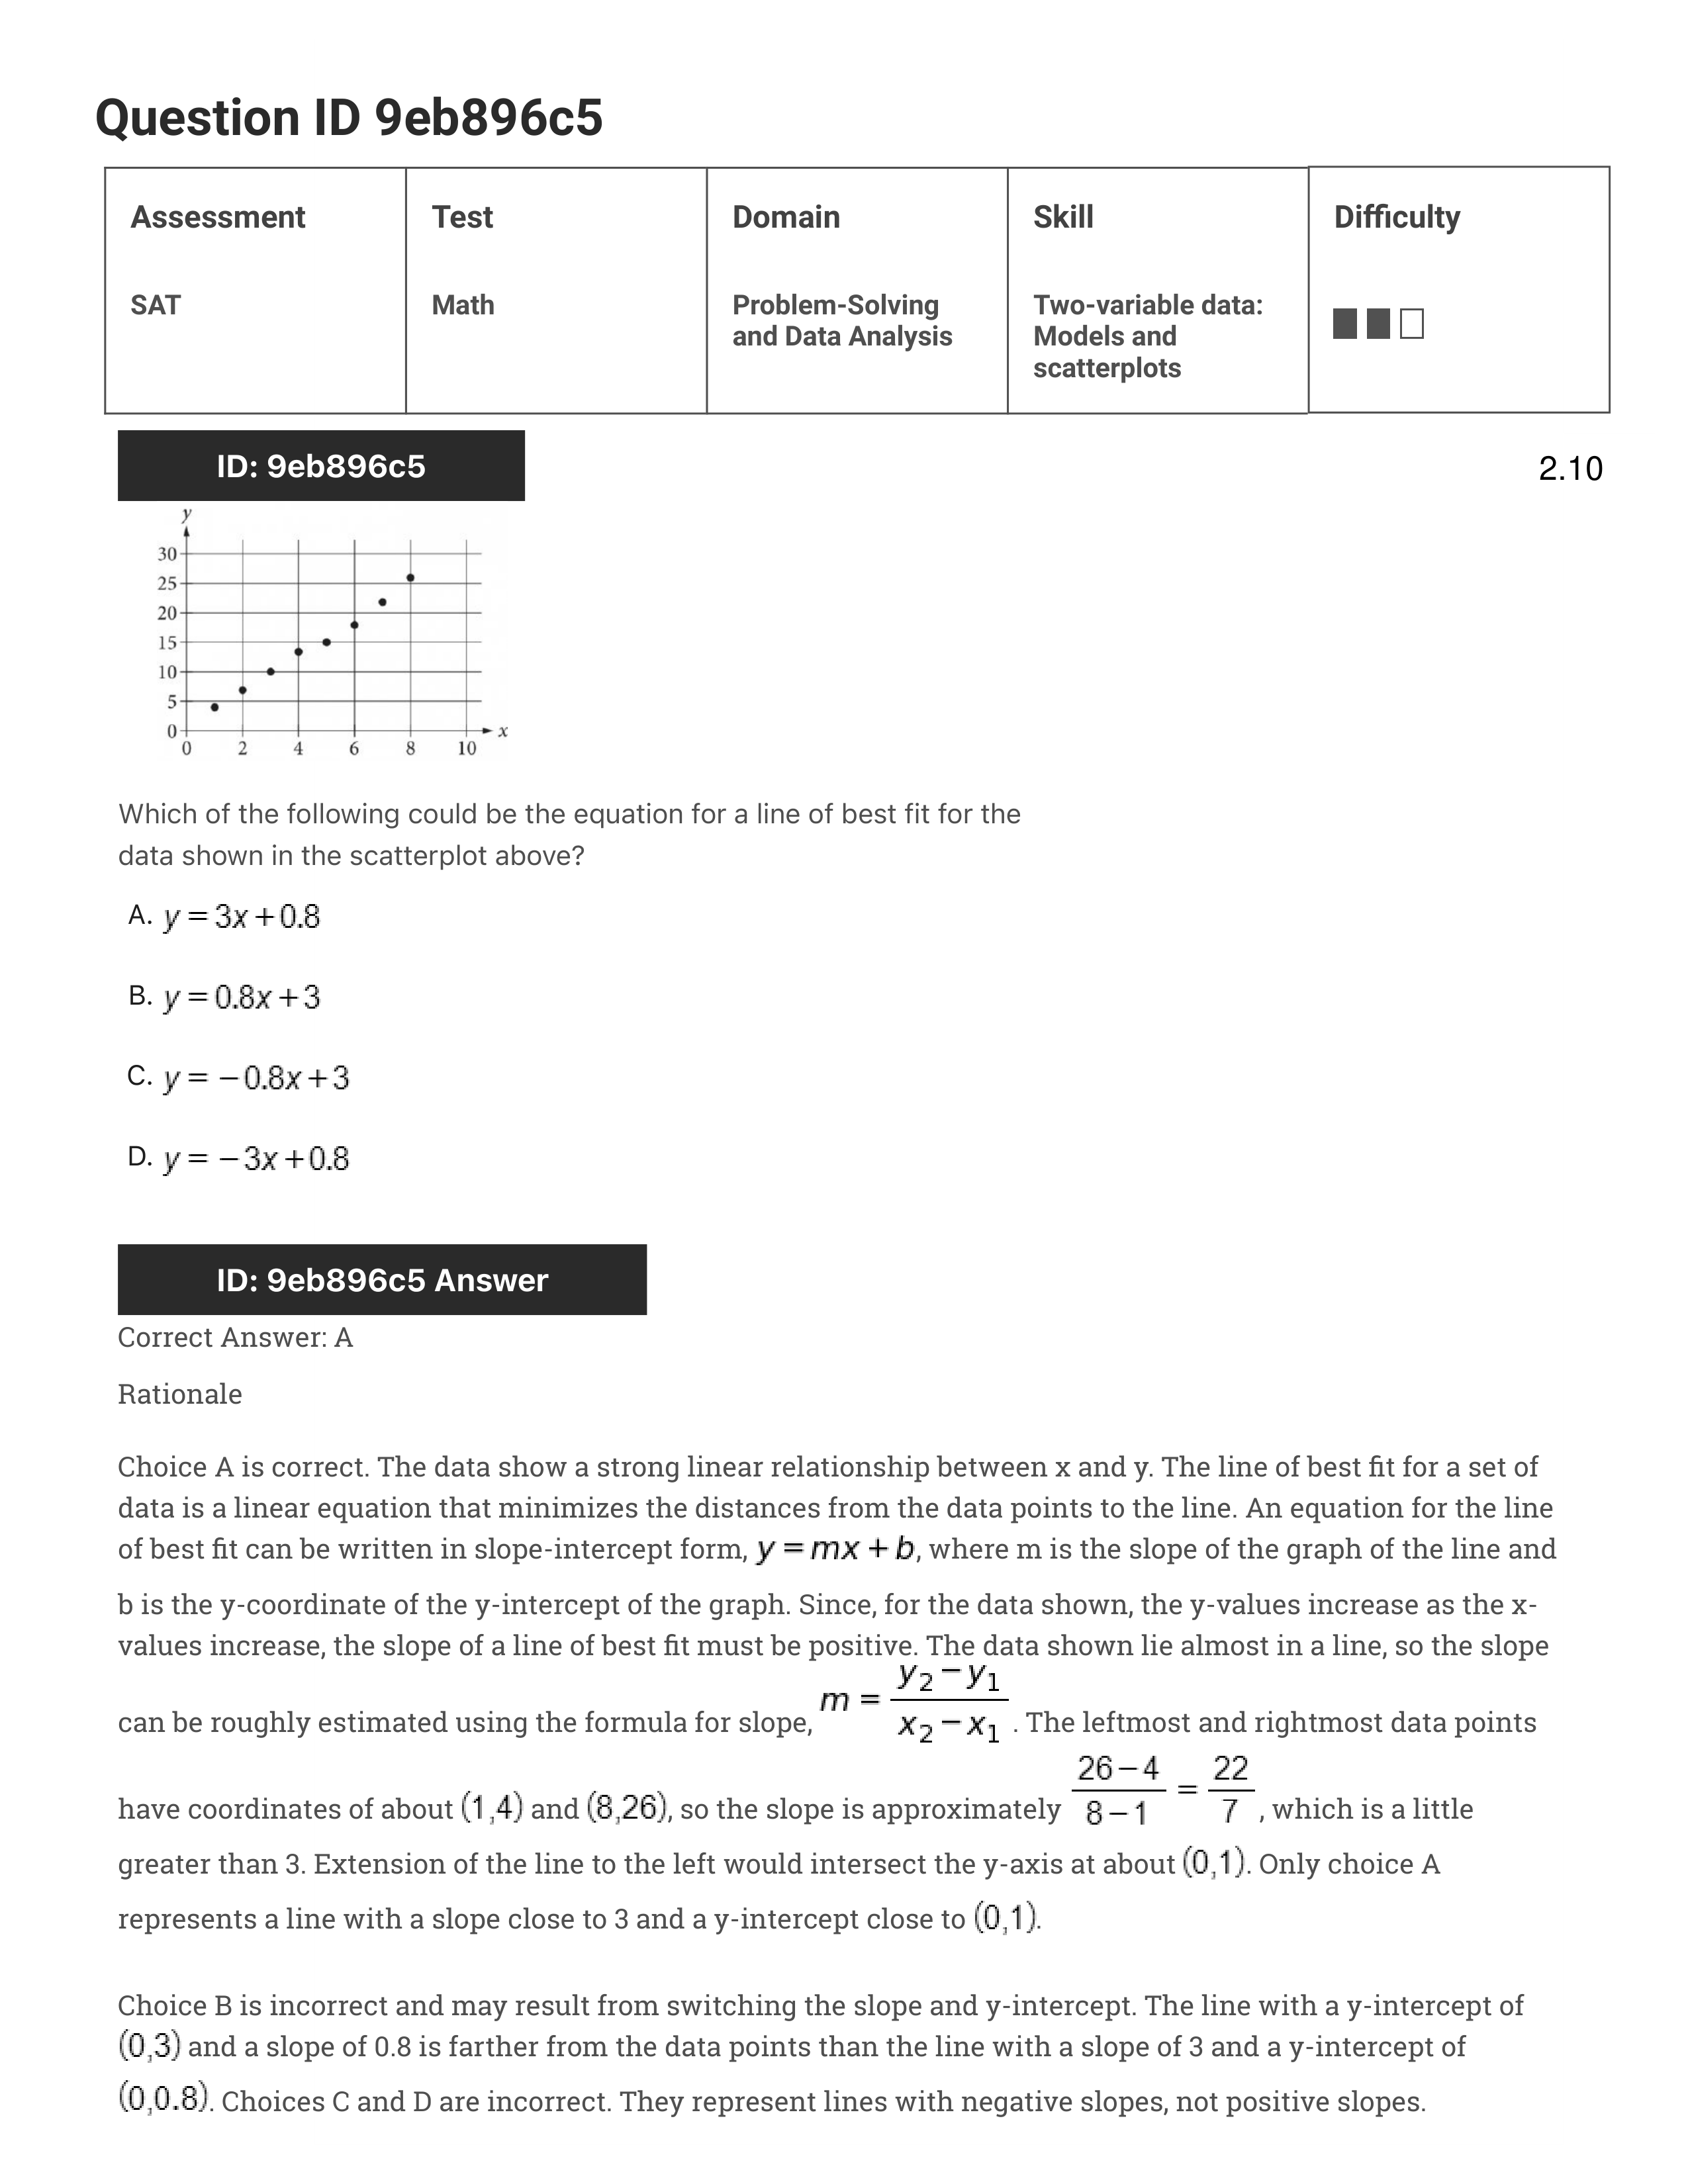 Question ID 9eb896c5
Assessment Test Domain Skill Difficulty
SAT Math Problem-Solving and Data Analysis Two-variable data: Models and scatterplots
ID: 9eb896c5
2.10
y
30
25
20
15
10
5
0
0 2 4 6 8 10 x
Which of the following could be the equation for a line of best fit for the
data shown in the scatterplot above?
A. y = 3x + 0.8
B. y = 0.8x + 3
C. y = −0.8x + 3
D. y = −3x + 0.8
ID: 9eb896c5 Answer
Correct Answer: A
Rationale
Choice A is correct. The data show a strong linear relationship between x and y. The line of best fit for a set of
data is a linear equation that minimizes the distances from the data points to the line. An equation for the line
of best fit can be written in slope-intercept form, y = mx + b, where m is the slope of the graph of the line and
b is the y-coordinate of the y-intercept of the graph. Since, for the data shown, the y-values increase as the x-
values increase, the slope of a line of best fit must be positive. The data shown lie almost in a line, so the slope
can be roughly estimated using the formula for slope, m = (y₂ − y₁)/(x₂ − x₁). The leftmost and rightmost data points
have coordinates of about (1,4) and (8,26), so the slope is approximately (26 − 4)/(8 − 1) = 22/7, which is a little
greater than 3. Extension of the line to the left would intersect the y-axis at about (0,1). Only choice A
represents a line with a slope close to 3 and a y-intercept close to (0,1).
Choice B is incorrect and may result from switching the slope and y-intercept. The line with a y-intercept of
(0,3) and a slope of 0.8 is farther from the data points than the line with a slope of 3 and a y-intercept of
(0,0.8). Choices C and D are incorrect. They represent lines with negative slopes, not positive slopes.